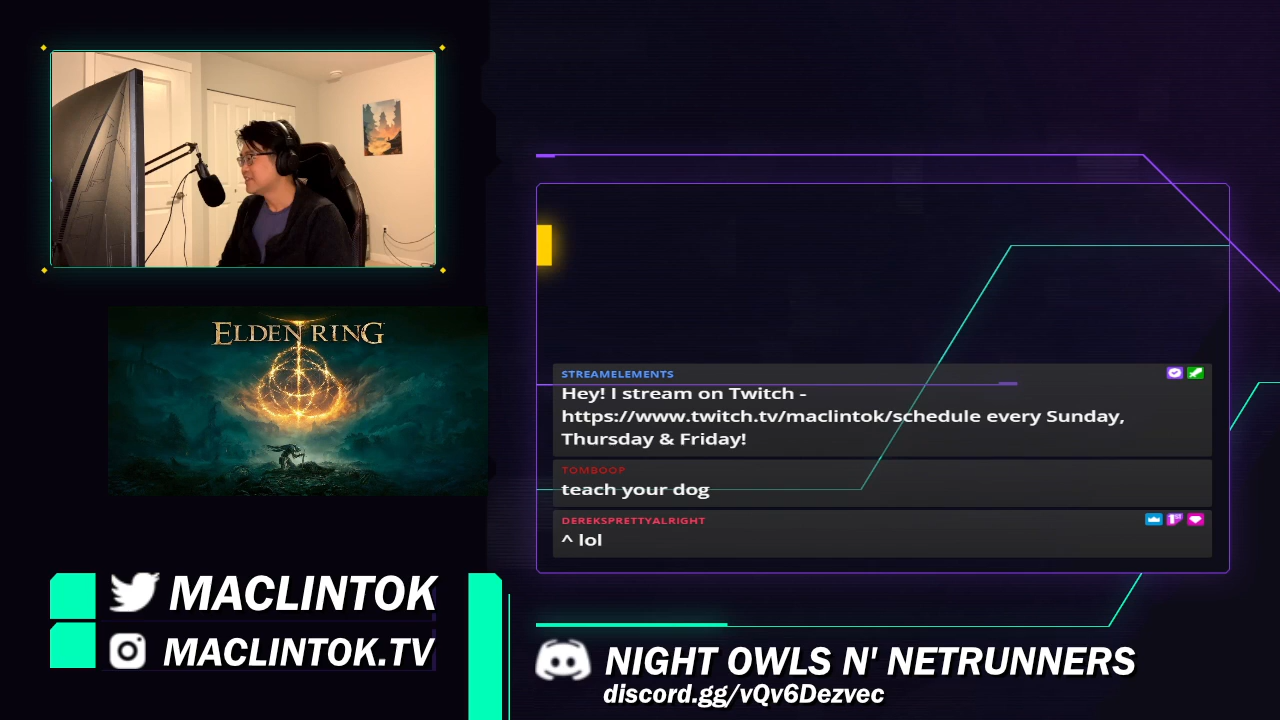 ELDEN RING
STREAMELEMENTS
Hey! I stream on Twitch -
https://www.twitch.tv/maclintok/schedule every Sunday,
Thursday & Friday!
TOMBOOP
teach your dog
DEREKSPRETTYALRIGHT
^ lol
MACLINTOK
MACLINTOK.TV
NIGHT OWLS N' NETRUNNERS
discord.gg/vQv6Dezvec